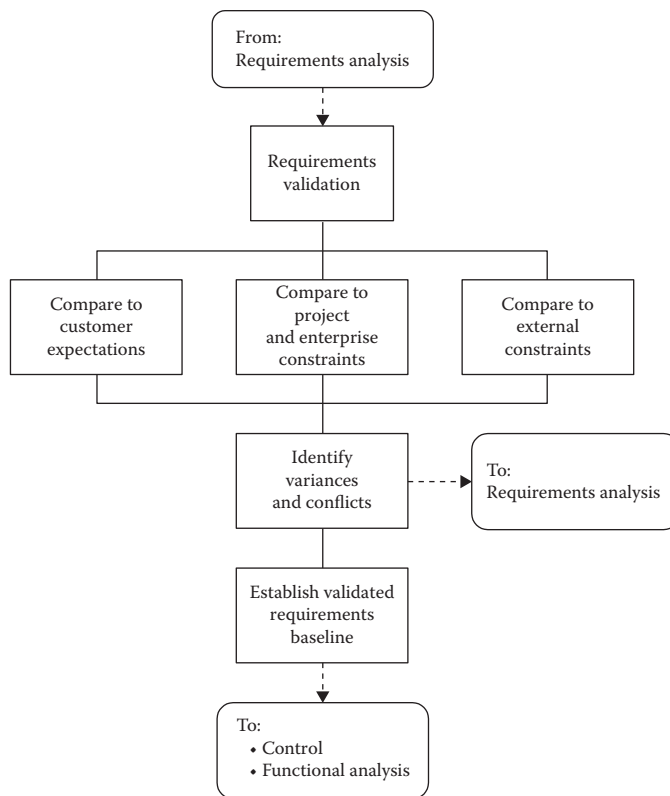 From:
Requirements analysis
Requirements
validation
Compare to
customer
expectations
Compare to
project
and enterprise
constraints
Compare to
external
constraints
Identify
variances
and conflicts
To:
Requirements analysis
Establish validated
requirements
baseline
To:
• Control
• Functional analysis